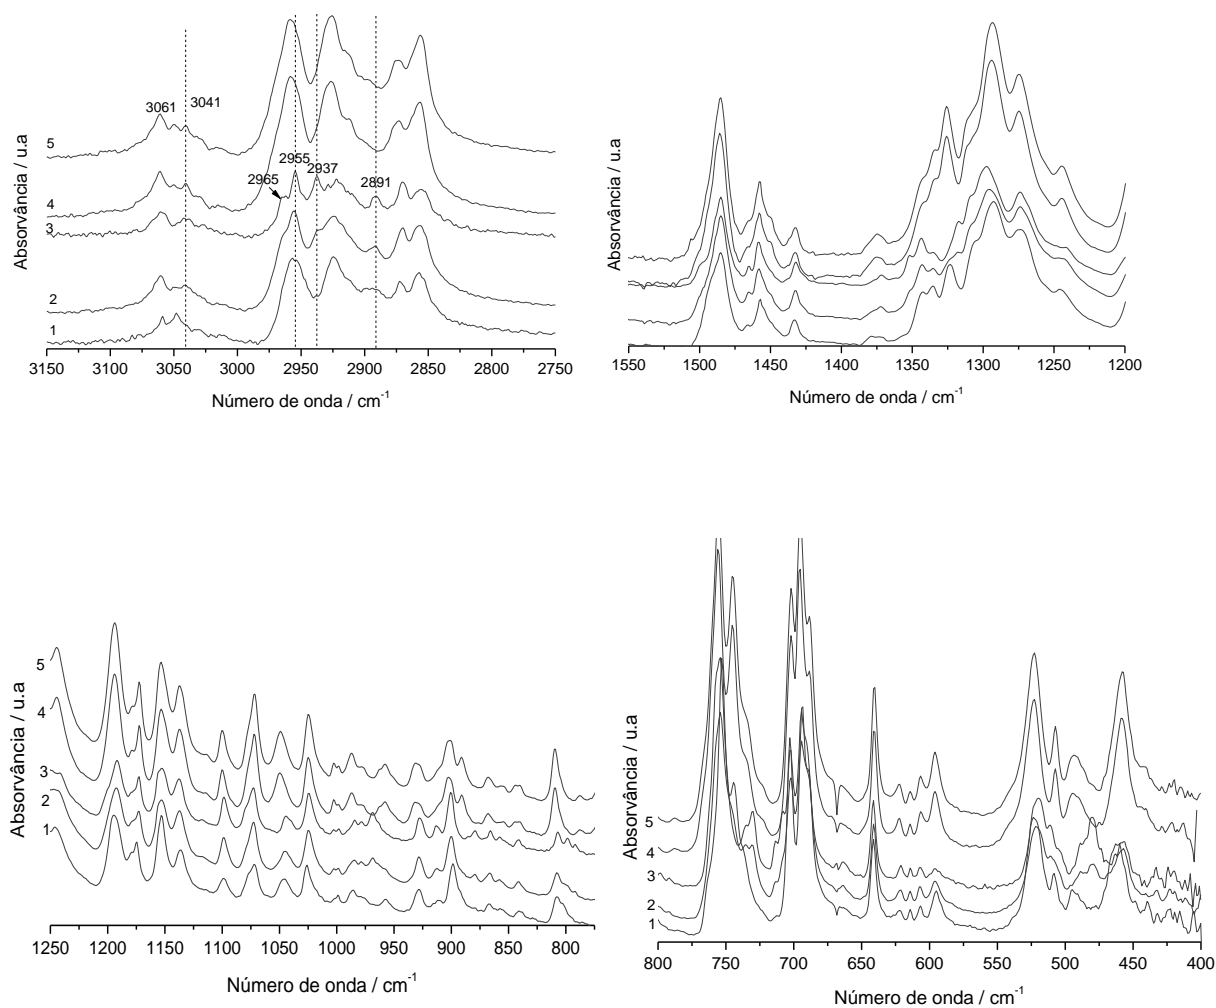 3061
3041
5
2955
2965
2937
2891
4
3
2
1
Absorvância / u.a
3150 3100 3050 3000 2950 2900 2850 2800 2750
Número de onda / cm-1
Absorvância / u.a
1550 1500 1450 1400 1350 1300 1250 1200
Número de onda / cm-1
5
4
3
2
1
Absorvância / u.a
1250 1200 1150 1100 1050 1000 950 900 850 800
Número de onda / cm-1
5
4
3
2
1
Absorvância / u.a
800 750 700 650 600 550 500 450 400
Número de onda / cm-1